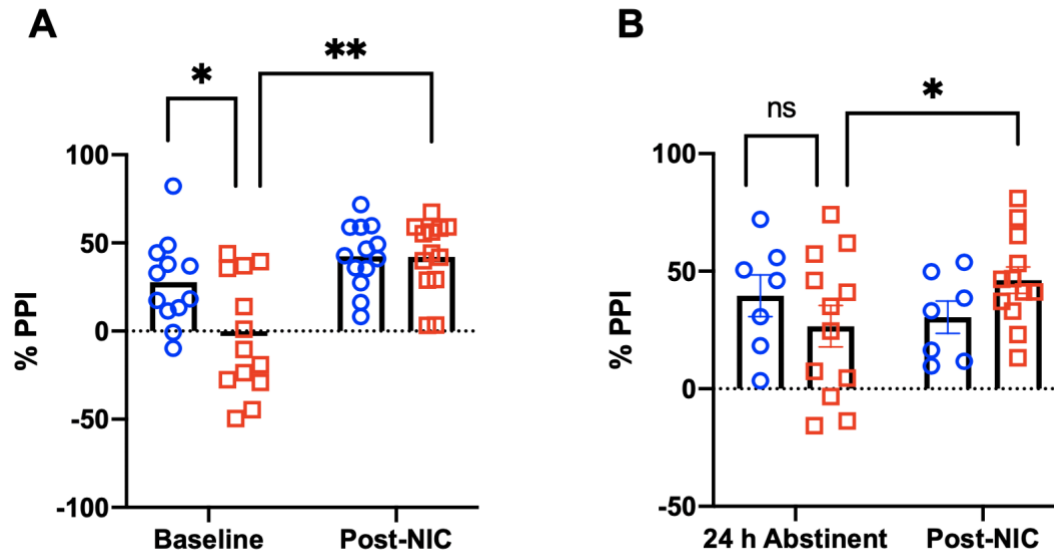 A
B
**
*
*
ns
% PPI
100
50
0
-50
-100
Baseline Post-NIC
% PPI
100
50
0
-50
24 h Abstinent Post-NIC